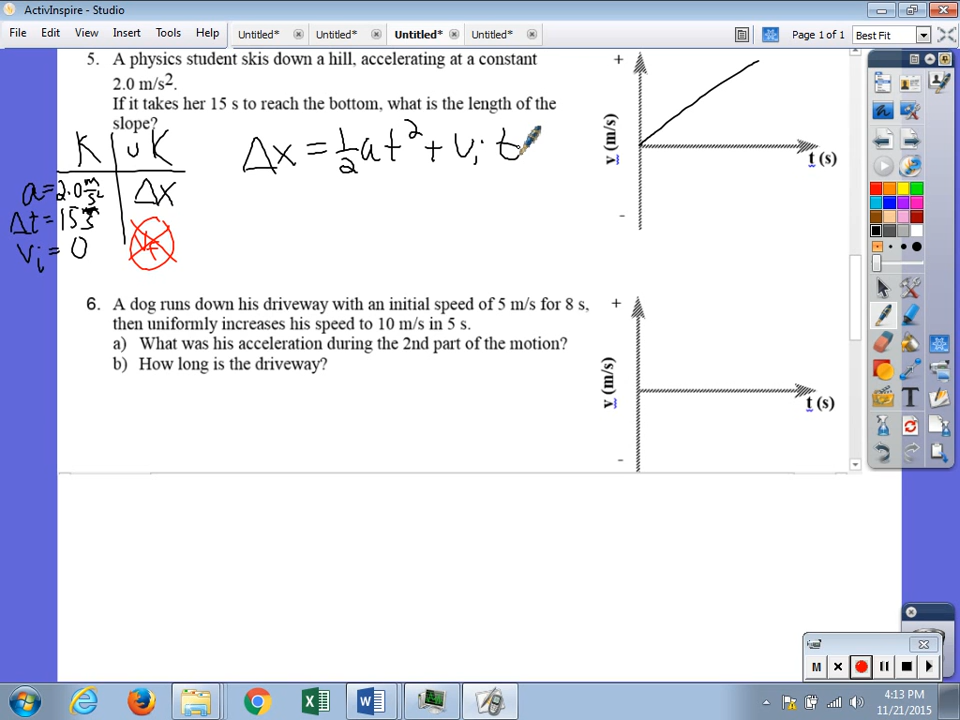 ActivInspire - Studio
File Edit View Insert Tools Help Untitled* Untitled* Untitled* Untitled* Page 1 of 1 Best Fit
5. A physics student skis down a hill, accelerating at a constant
2.0 m/s².
If it takes her 15 s to reach the bottom, what is the length of the
slope?
K UK
a= 2.0 m/s² Δx
Δt= 15 s Vf
Vi = 0
Δx = ½at² + Vi t
+
v (m/s)
t (s)
-
6. A dog runs down his driveway with an initial speed of 5 m/s for 8 s,
then uniformly increases his speed to 10 m/s in 5 s.
a) What was his acceleration during the 2nd part of the motion?
b) How long is the driveway?
+
v (m/s)
t (s)
-
M
4:13 PM
11/21/2015